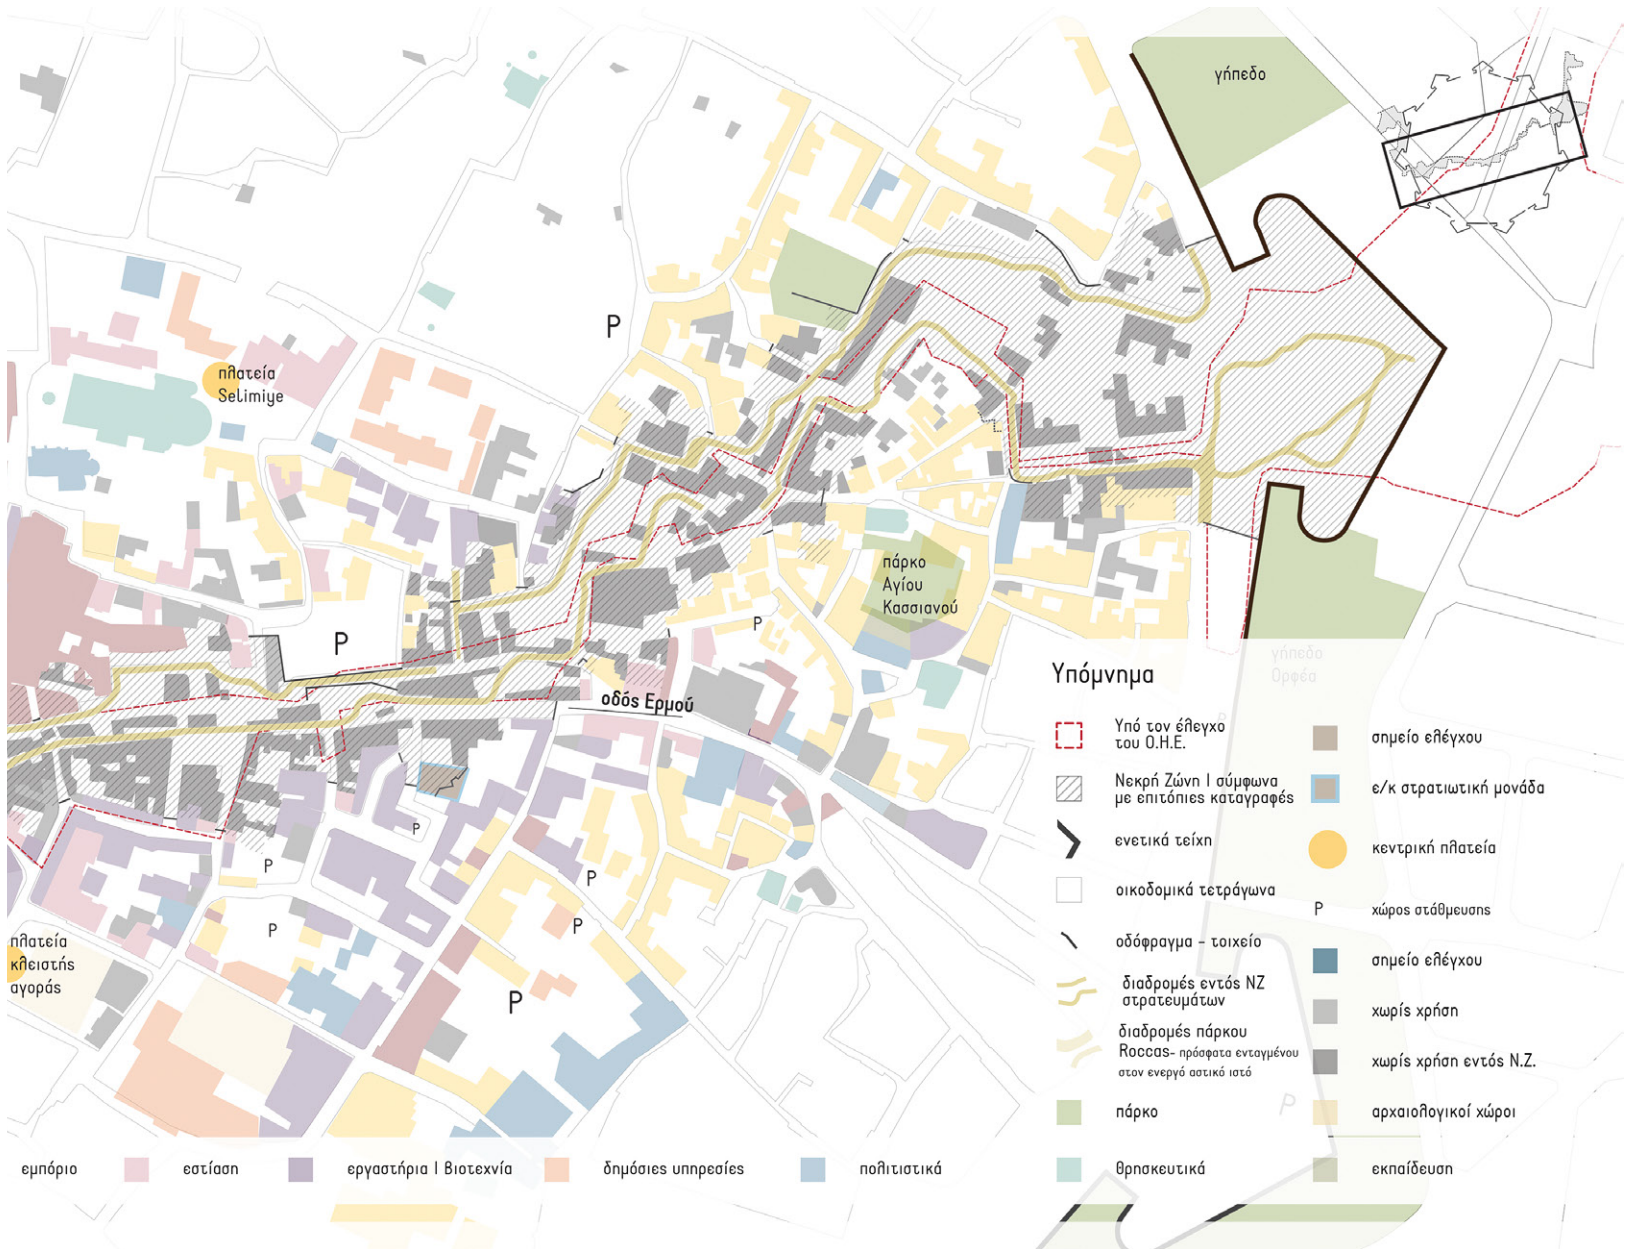 γήπεδο
P
πλατεία
Selimiye
πάρκο
Αγίου
Κασσιανού
P
P
οδός Ερμού
γήπεδο
Ορφέα
P
P
P
P
P
P
πλατεία
κλειστής
αγοράς
P
P
P
Υπόμνημα
Υπό τον έλεγχο
του Ο.Η.Ε.
Νεκρή Ζώνη | σύμφωνα
με επιτόπιες καταγραφές
ενετικά τείχη
οικοδομικά τετράγωνα
οδόφραγμα - τοιχείο
διαδρομές εντός ΝΖ
στρατευμάτων
διαδρομές πάρκου
Roccas- πρόσφατα ενταγμένου
στον ενεργό αστικό ιστό
πάρκο
θρησκευτικά
σημείο ελέγχου
ε/κ στρατιωτική μονάδα
κεντρική πλατεία
P χώρος στάθμευσης
σημείο ελέγχου
χωρίς χρήση
χωρίς χρήση εντός Ν.Ζ.
αρχαιολογικοί χώροι
εκπαίδευση
εμπόριο
εστίαση
εργαστήρια | βιοτεχνία
δημόσιες υπηρεσίες
πολιτιστικά